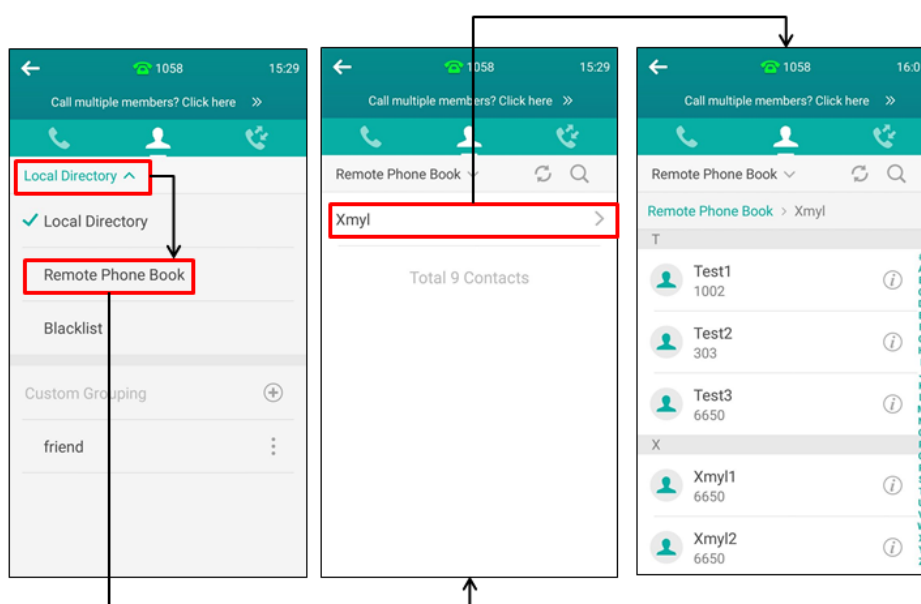 1058 15:29
Call multiple members? Click here »
Local Directory
Local Directory
Remote Phone Book
Blacklist
Custom Grouping
friend
1058 15:29
Call multiple members? Click here »
Remote Phone Book
Xmyl
Total 9 Contacts
1058 16:0
Call multiple members? Click here »
Remote Phone Book
Remote Phone Book > Xmyl
T
Test1
1002
Test2
303
Test3
6650
X
Xmyl1
6650
Xmyl2
6650